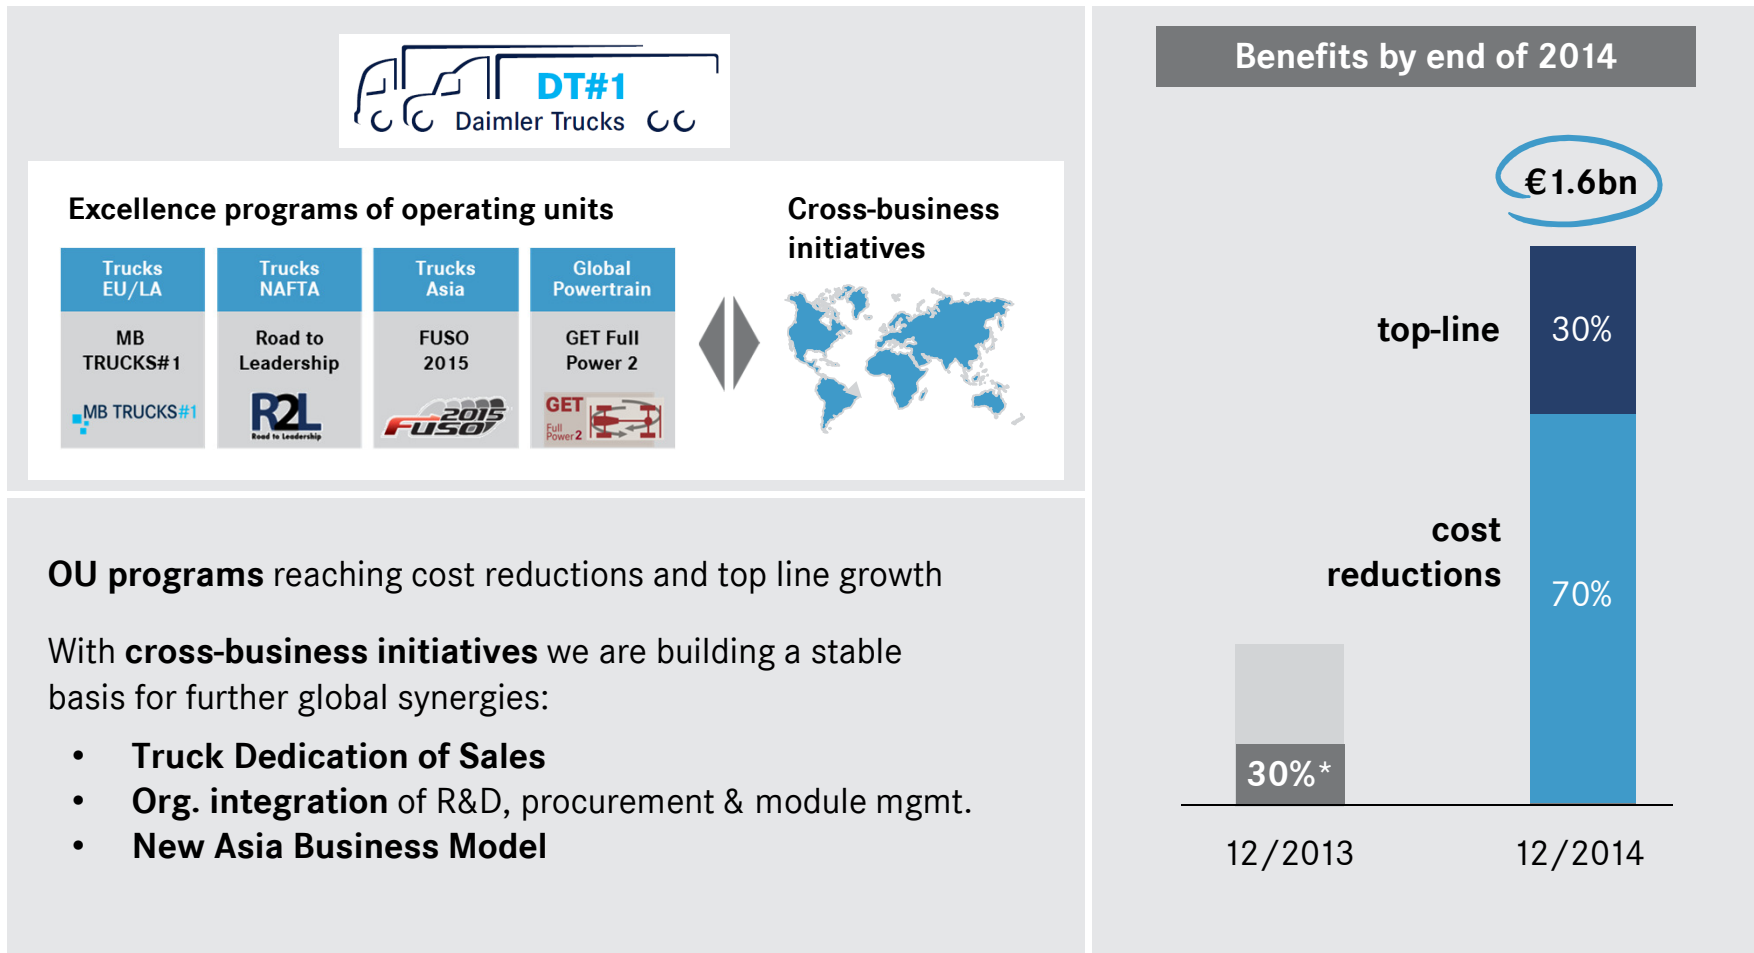 DT#1
Daimler Trucks
Excellence programs of operating units
Trucks
EU/LA
MB
TRUCKS#1
MB TRUCKS#1
Trucks
NAFTA
Road to
Leadership
R2L
Road to Leadership
Trucks
Asia
FUSO
2015
2015
FUSO
Global
Powertrain
GET Full
Power 2
GET
Full
Power 2
Cross-business
initiatives
OU programs reaching cost reductions and top line growth
With cross-business initiatives we are building a stable
basis for further global synergies:
• Truck Dedication of Sales
• Org. integration of R&D, procurement & module mgmt.
• New Asia Business Model
Benefits by end of 2014
€1.6bn
top-line
30%
cost
reductions
70%
30%*
12/2013
12/2014